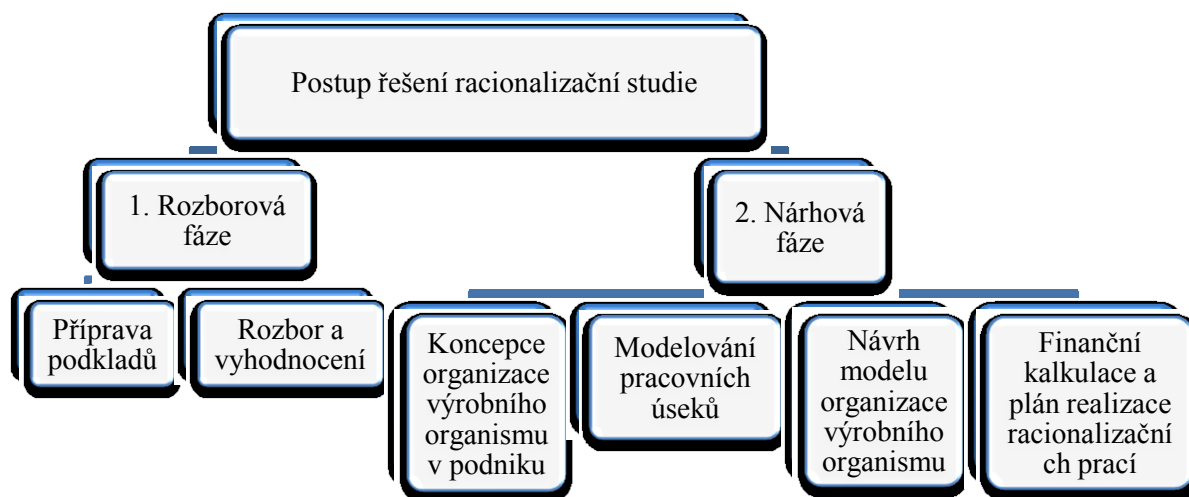 Postup řešení racionalizační studie
1. Rozborová
fáze
2. Nárhová
fáze
Příprava
podkladů
Rozbor a
vyhodnocení
Koncepce
organizace
výrobního
organismu
v podniku
Modelování
pracovních
úseků
Návrh
modelu
organizace
výrobního
organismu
Finanční
kalkulace a
plán realizace
racionalizační
ch prací